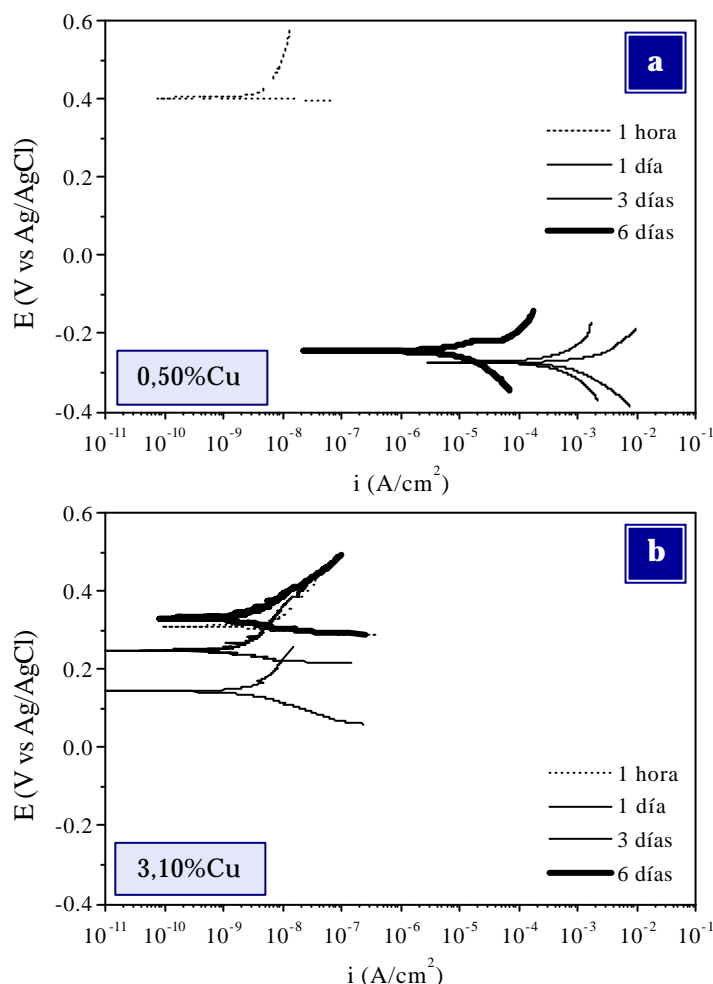 0.6
0.4
0.2
0.0
-0.2
-0.4
E (V vs Ag/AgCl)
a
1 hora
1 día
3 días
6 días
0,50%Cu
10-11 10-10 10-9 10-8 10-7 10-6 10-5 10-4 10-3 10-2 10-1
i (A/cm2)
0.6
0.4
0.2
0.0
-0.2
-0.4
E (V vs Ag/AgCl)
b
1 hora
1 día
3 días
6 días
3,10%Cu
10-11 10-10 10-9 10-8 10-7 10-6 10-5 10-4 10-3 10-2 10-1
i (A/cm2)